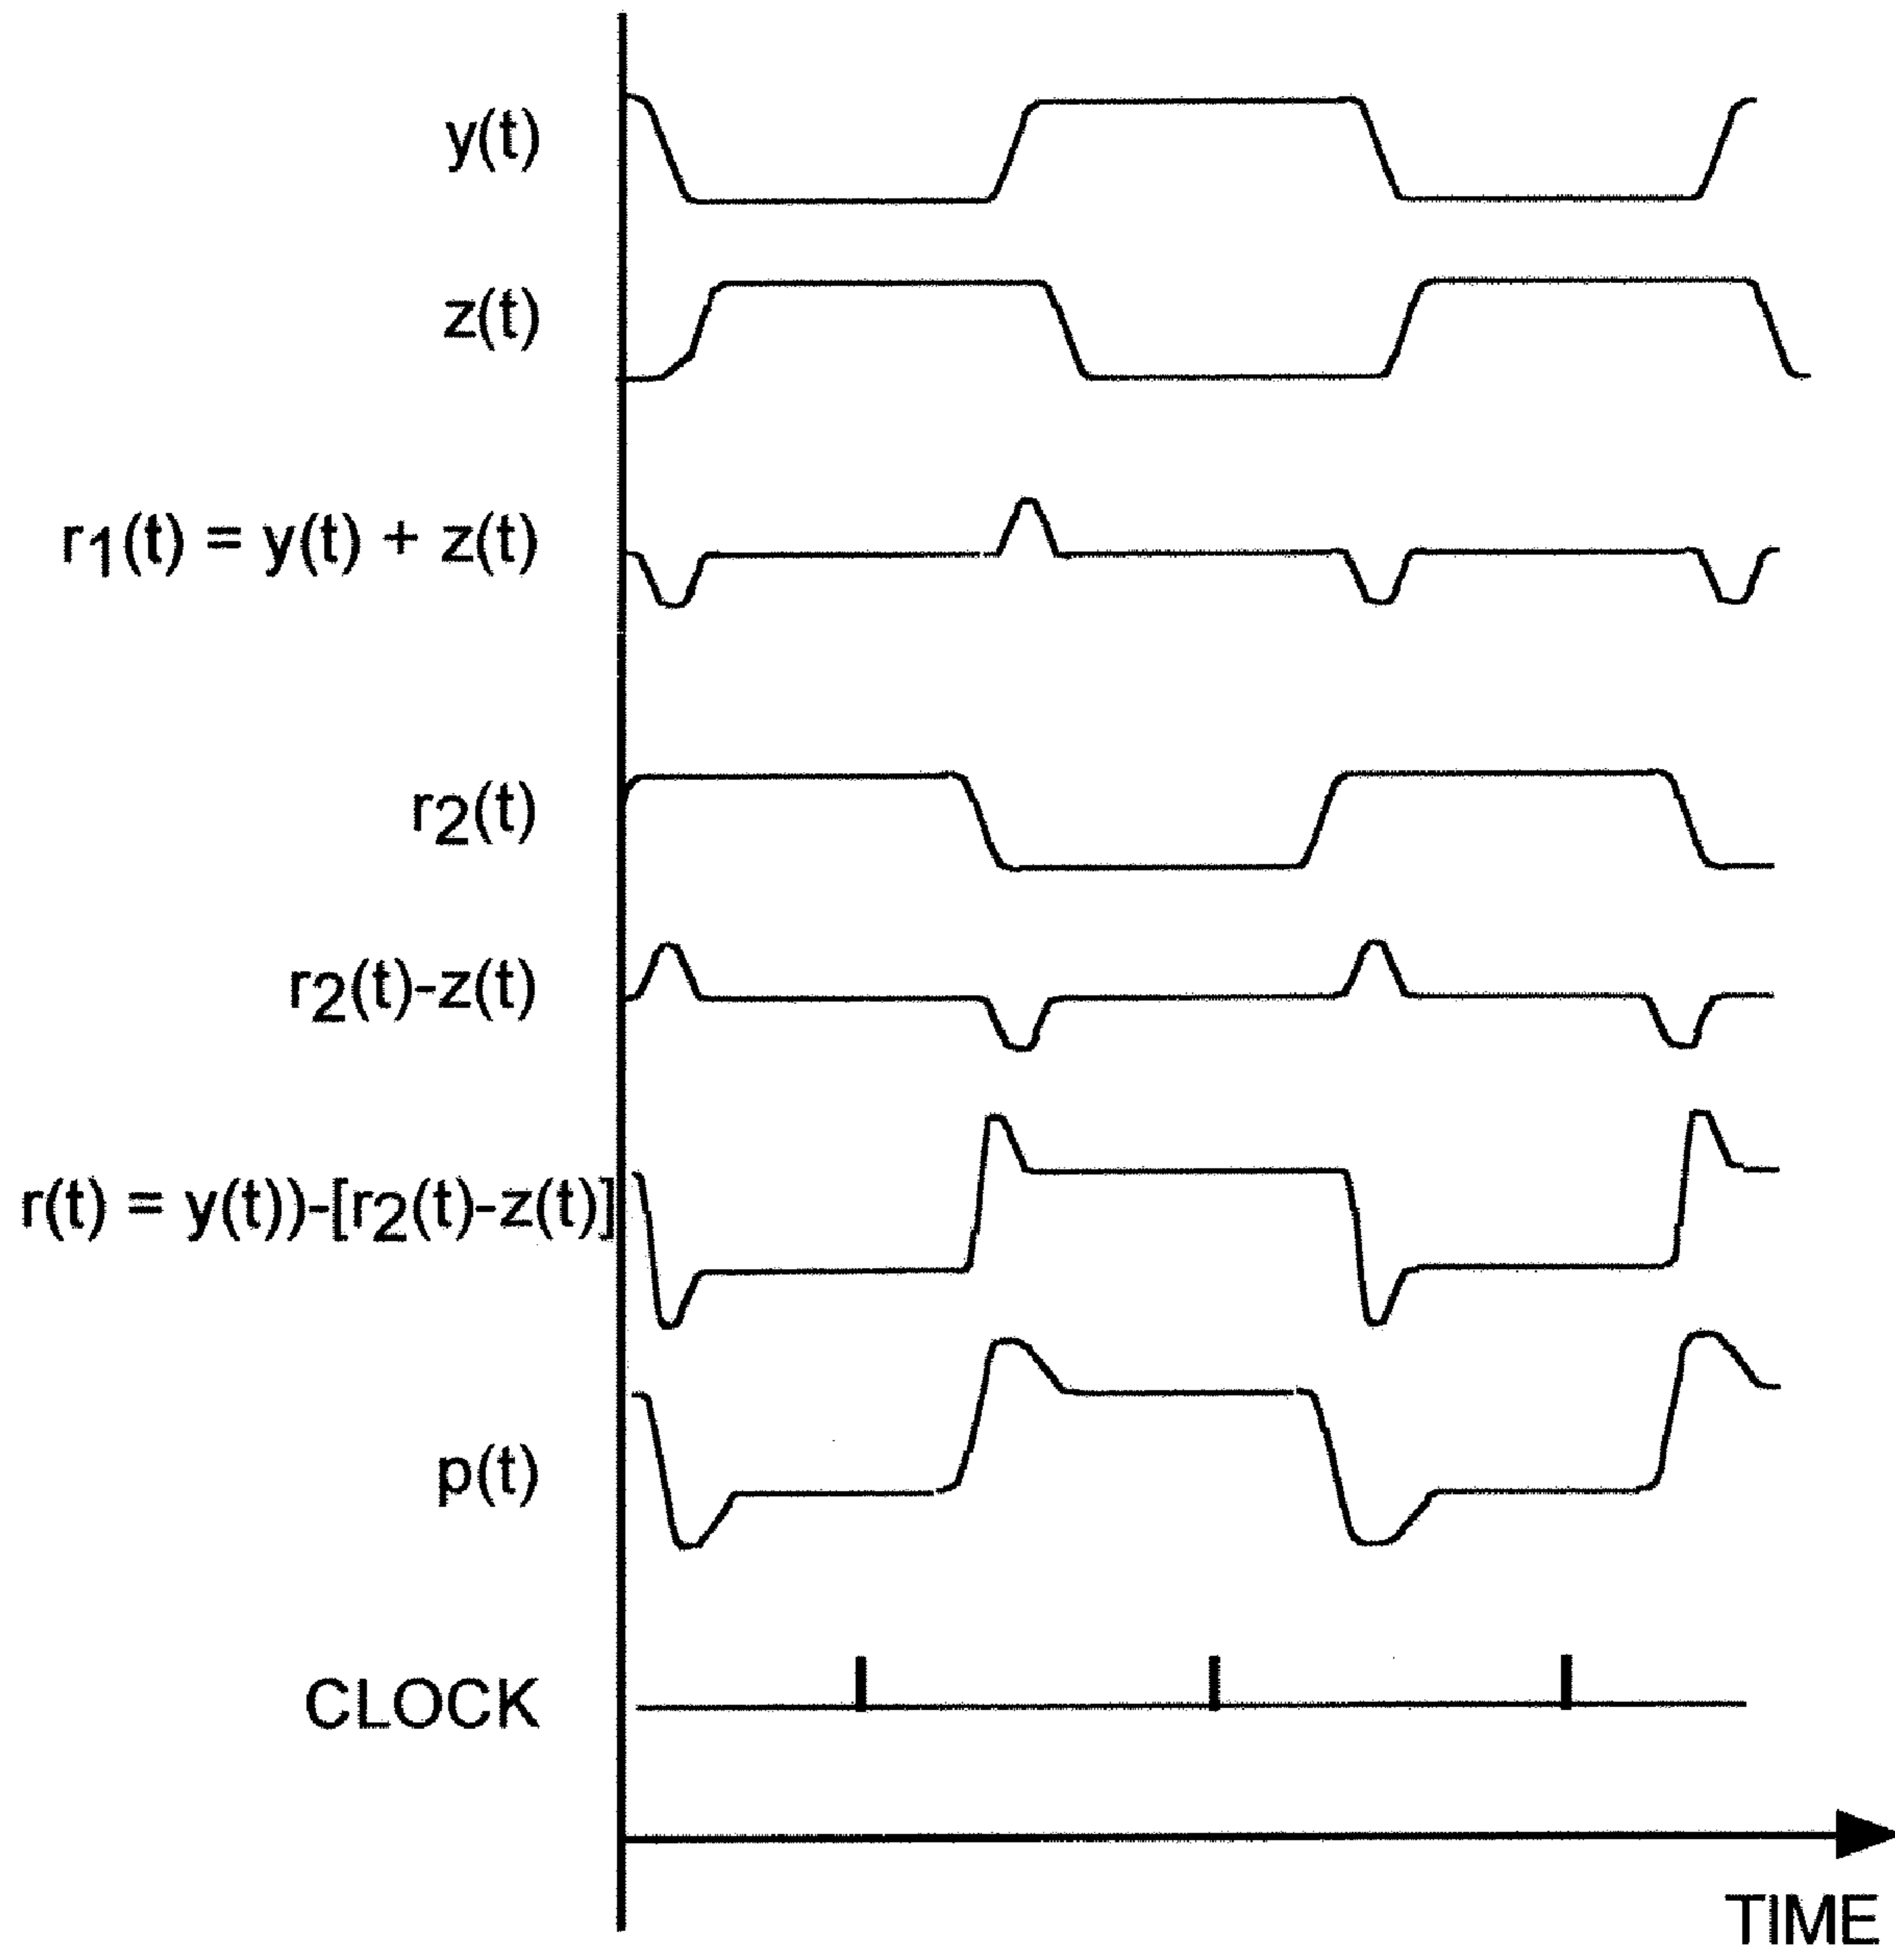 y(t)
z(t)
r1(t) = y(t) + z(t)
r2(t)
r2(t)-z(t)
r(t) = y(t))-[r2(t)-z(t)]
p(t)
CLOCK
TIME